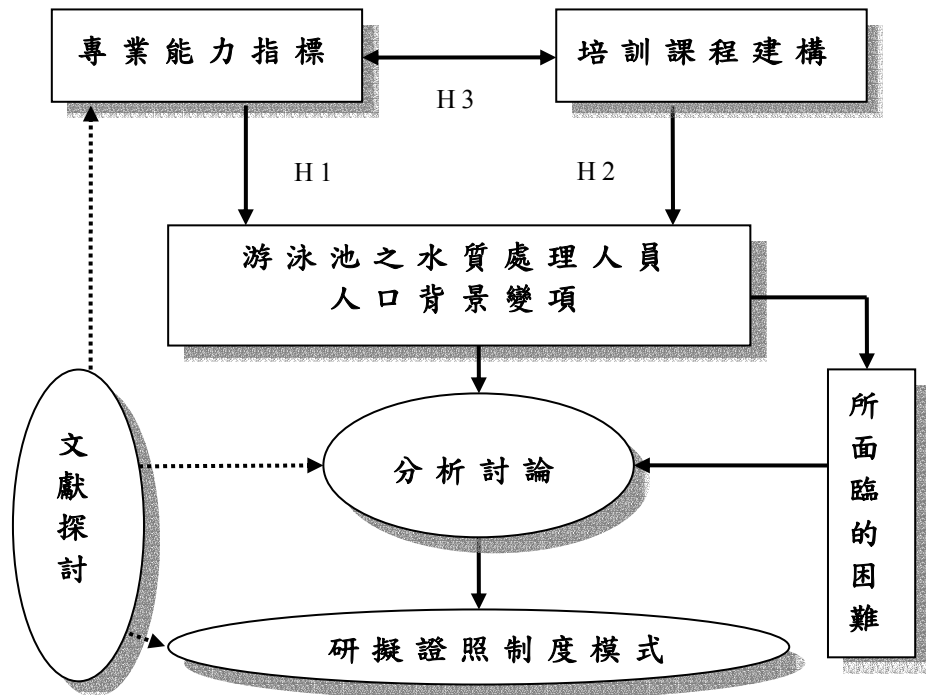 專業能力指標
培訓課程建構
H3
H1
H2
游泳池之水質處理人員
人口背景變項
所面臨的困難
文獻探討
分析討論
研擬證照制度模式